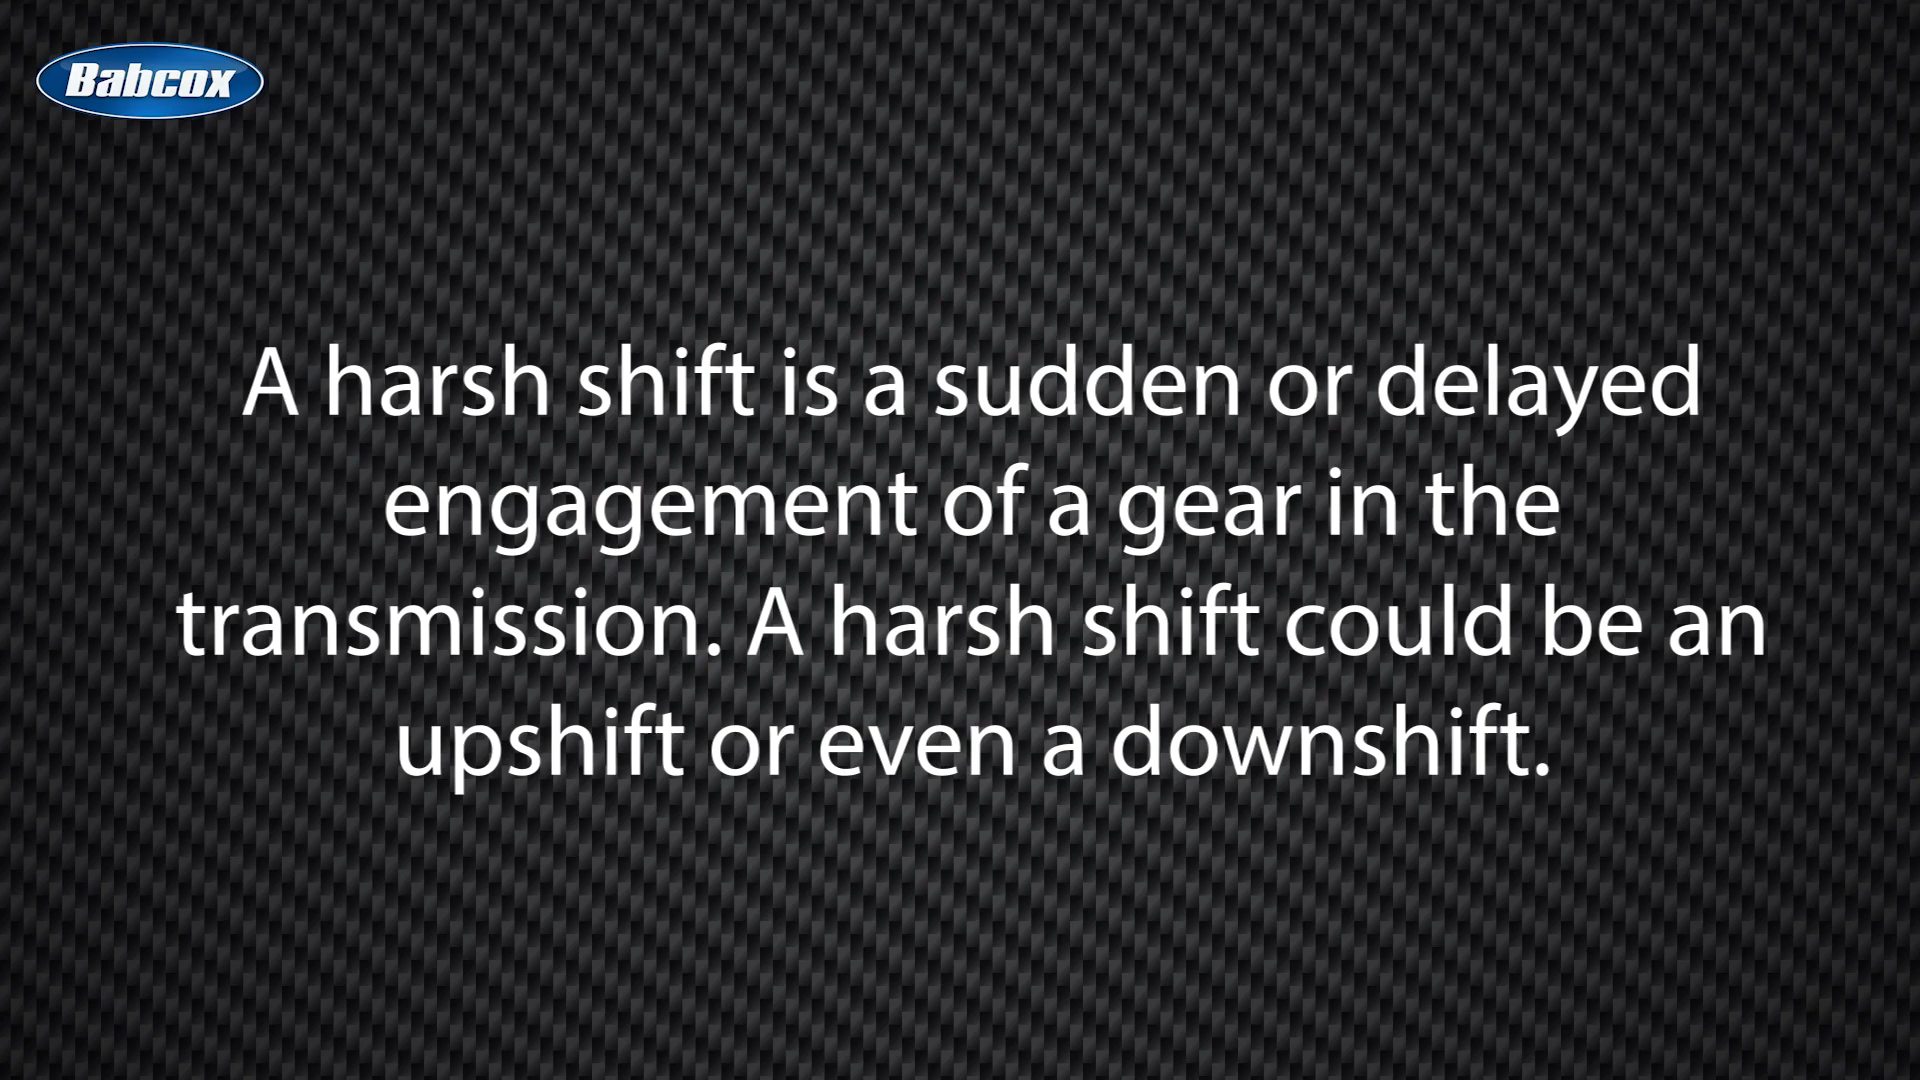 Babcox
A harsh shift is a sudden or delayed
engagement of a gear in the
transmission. A harsh shift could be an
upshift or even a downshift.